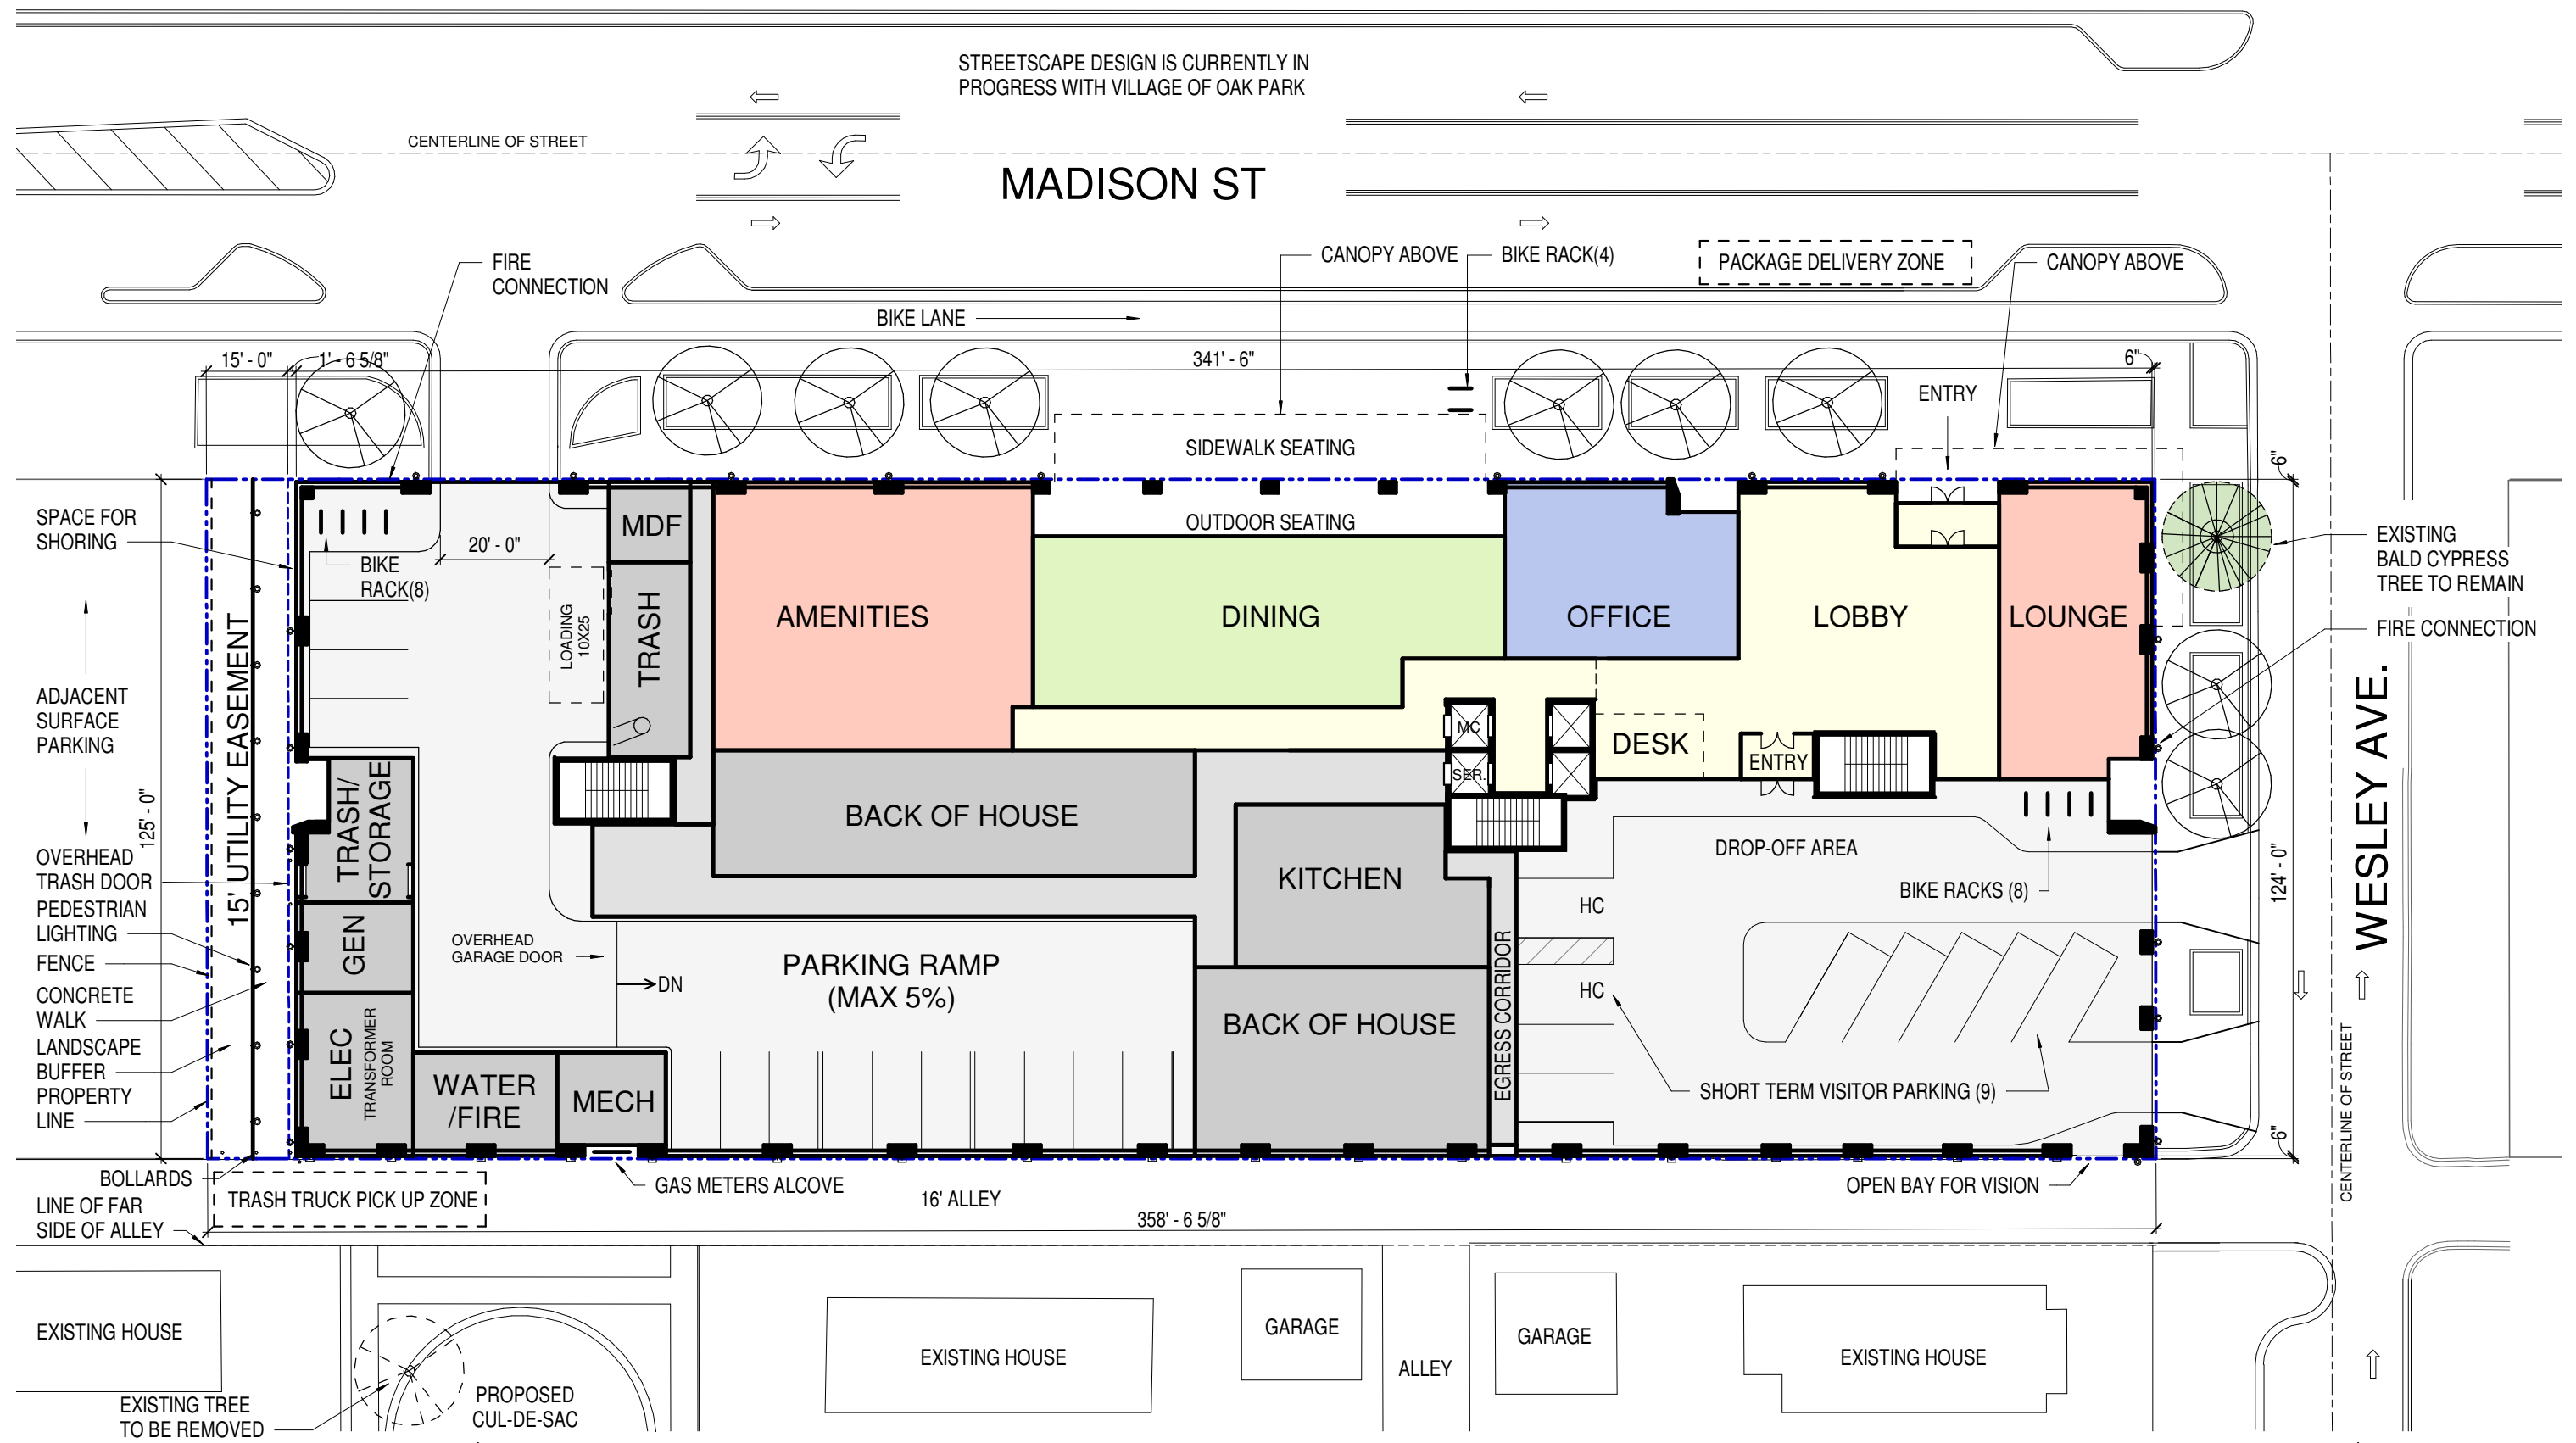 STREETSCAPE DESIGN IS CURRENTLY IN
PROGRESS WITH VILLAGE OF OAK PARK
CENTERLINE OF STREET
MADISON ST
FIRE
CONNECTION
CANOPY ABOVE
BIKE RACK(4)
PACKAGE DELIVERY ZONE
CANOPY ABOVE
BIKE LANE
15' - 0"
1' - 6 5/8"
341' - 6"
6"
ENTRY
SIDEWALK SEATING
6"
SPACE FOR
SHORING
BIKE
RACK(8)
20' - 0"
MDF
OUTDOOR SEATING
EXISTING
BALD CYPRESS
TREE TO REMAIN
LOADING
10X25
TRASH
AMENITIES
DINING
OFFICE
LOBBY
LOUNGE
FIRE CONNECTION
15' UTILITY EASEMENT
ADJACENT
SURFACE
PARKING
125' - 0"
MC
SER.
DESK
ENTRY
WESLEY AVE.
TRASH/
STORAGE
BACK OF HOUSE
DROP-OFF AREA
BIKE RACKS (8)
124' - 0"
OVERHEAD
TRASH DOOR
PEDESTRIAN
LIGHTING
FENCE
CONCRETE
WALK
LANDSCAPE
BUFFER
PROPERTY
LINE
KITCHEN
HC
GEN
OVERHEAD
GARAGE DOOR
DN
PARKING RAMP
(MAX 5%)
HC
EGRESS CORRIDOR
BACK OF HOUSE
ELEC
TRANSFORMER
ROOM
WATER
/FIRE
MECH
SHORT TERM VISITOR PARKING (9)
CENTERLINE OF STREET
6"
BOLLARDS
TRASH TRUCK PICK UP ZONE
GAS METERS ALCOVE
16' ALLEY
OPEN BAY FOR VISION
LINE OF FAR
SIDE OF ALLEY
358' - 6 5/8"
EXISTING HOUSE
EXISTING HOUSE
GARAGE
ALLEY
GARAGE
EXISTING HOUSE
EXISTING TREE
TO BE REMOVED
PROPOSED
CUL-DE-SAC